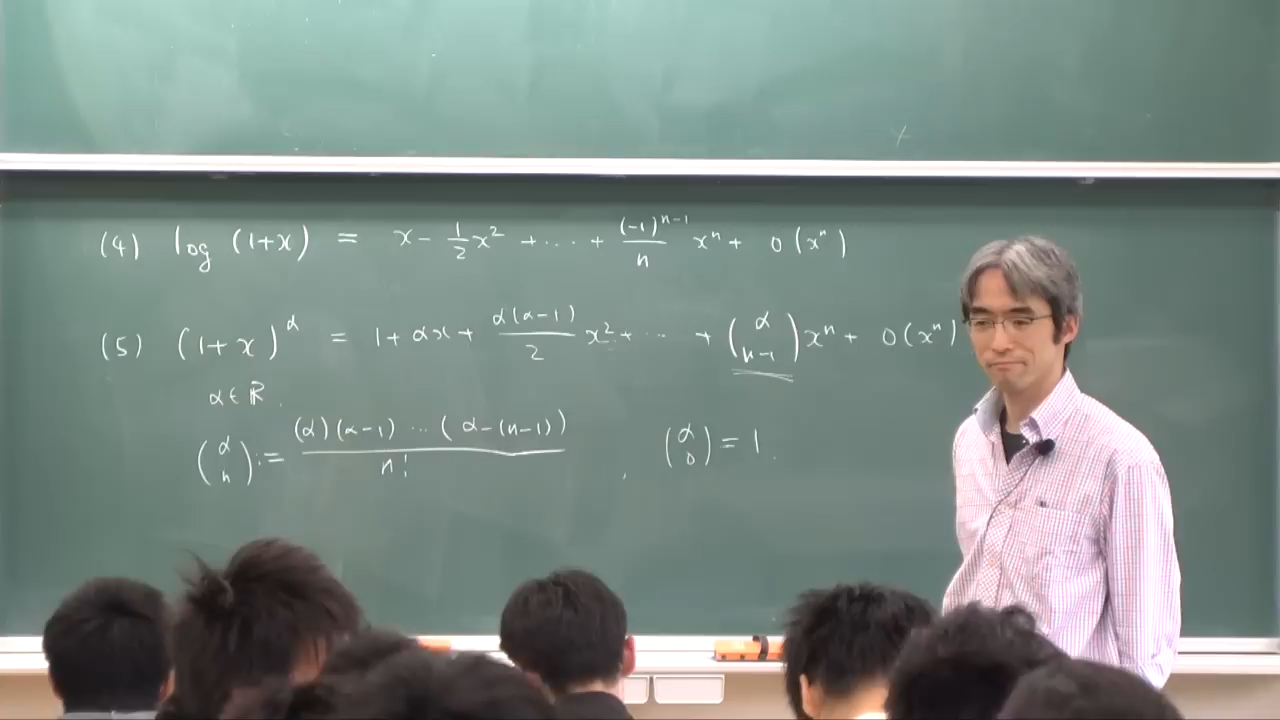 (4) log (1+x) = x - 1/2 x² + ... + (-1)ⁿ⁻¹/n xⁿ + o(xⁿ)
(5) (1+x)^α = 1 + αx + α(α-1)/2 x² + ... + (α n-1) xⁿ + o(xⁿ)
α ∈ ℝ.
(α n) := (α)(α-1) ... (α-(n-1))/n! , (α 0) = 1.